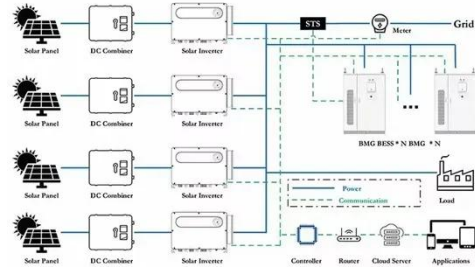 STS
Meter
Grid
Solar Panel DC Combiner Solar Inverter
Solar Panel DC Combiner Solar Inverter
BMG BESS * N BMG * N
Solar Panel DC Combiner Solar Inverter
Power
Communication
Load
Solar Panel DC Combiner Solar Inverter
Controller Router Cloud Server Applications